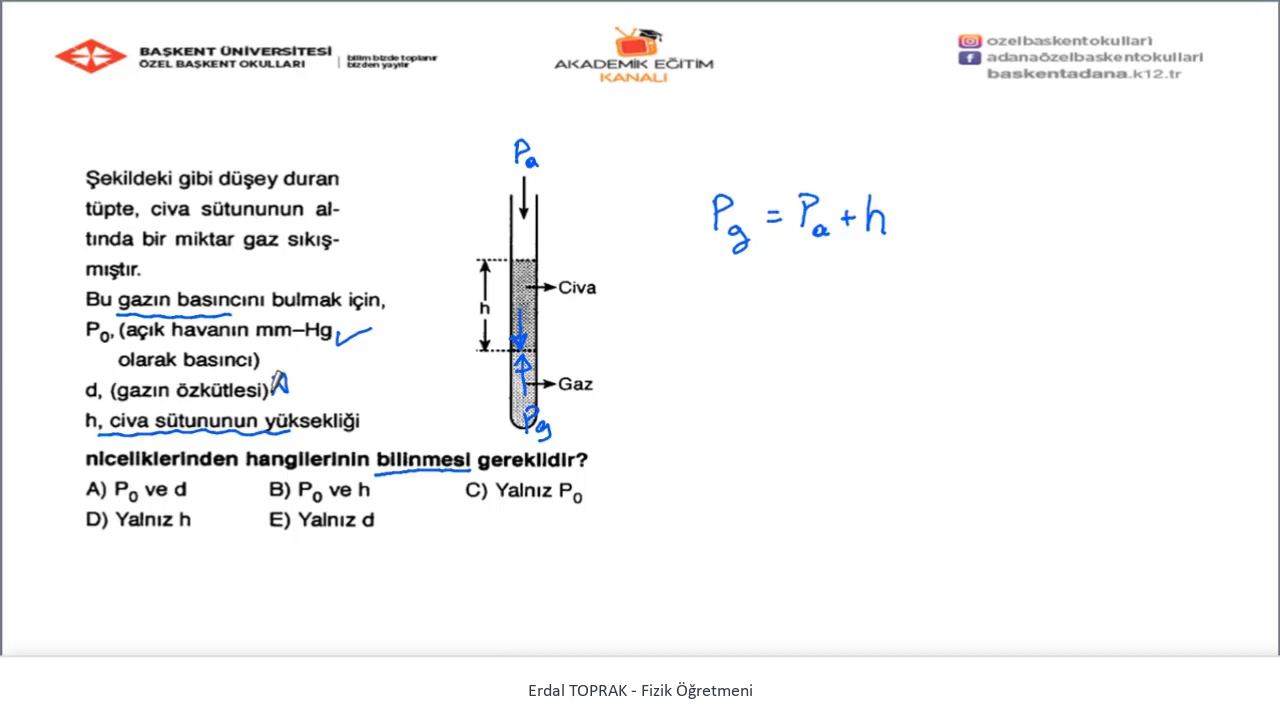 BAŞKENT ÜNİVERSİTESİ
ÖZEL BAŞKENT OKULLARI
bilim bizde toplanır
bizden yayılır
AKADEMİK EĞİTİM
KANALI
ozelbaskentokullari
adanaözelbaskentokullari
baskentadana.k12.tr
Şekildeki gibi düşey duran
tüpte, civa sütununun al-
tında bir miktar gaz sıkış-
mıştır.
Bu gazın basıncını bulmak için,
P0, (açık havanın mm–Hg
olarak basıncı)
d, (gazın özkütlesi)
h, civa sütununun yüksekliği
niceliklerinden hangilerinin bilinmesi gereklidir?
A) P0 ve d B) P0 ve h C) Yalnız P0
D) Yalnız h E) Yalnız d
Pa
h
Civa
Gaz
Pg
Pg = Pa + h
Erdal TOPRAK - Fizik Öğretmeni